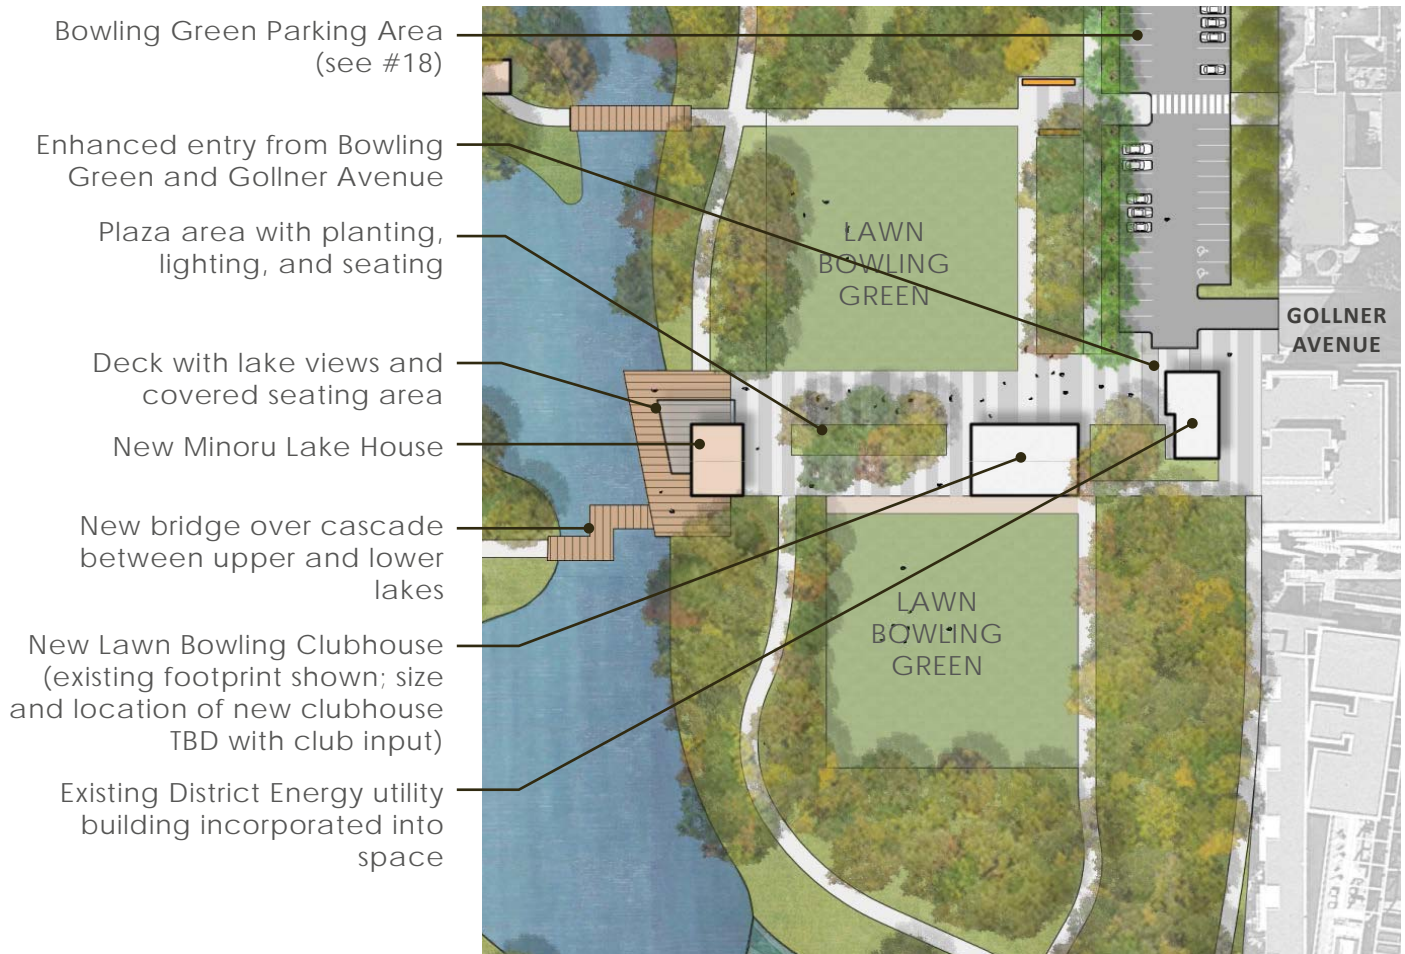 Bowling Green Parking Area
(see #18)
Enhanced entry from Bowling
Green and Gollner Avenue
Plaza area with planting,
lighting, and seating
Deck with lake views and
covered seating area
New Minoru Lake House
New bridge over cascade
between upper and lower
lakes
New Lawn Bowling Clubhouse
(existing footprint shown; size
and location of new clubhouse
TBD with club input)
Existing District Energy utility
building incorporated into
space
LAWN
BOWLING
GREEN
GOLLNER
AVENUE
LAWN
BOWLING
GREEN